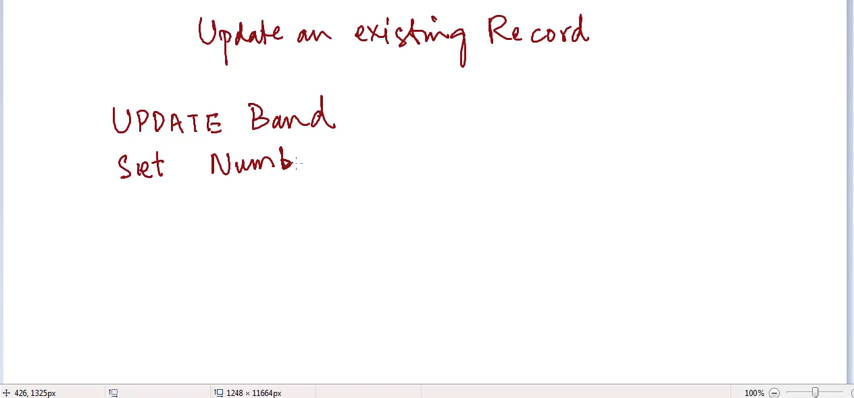 Update an existing Record
UPDATE Band
Set Numb
426, 1325px
1248 × 11664px
100%